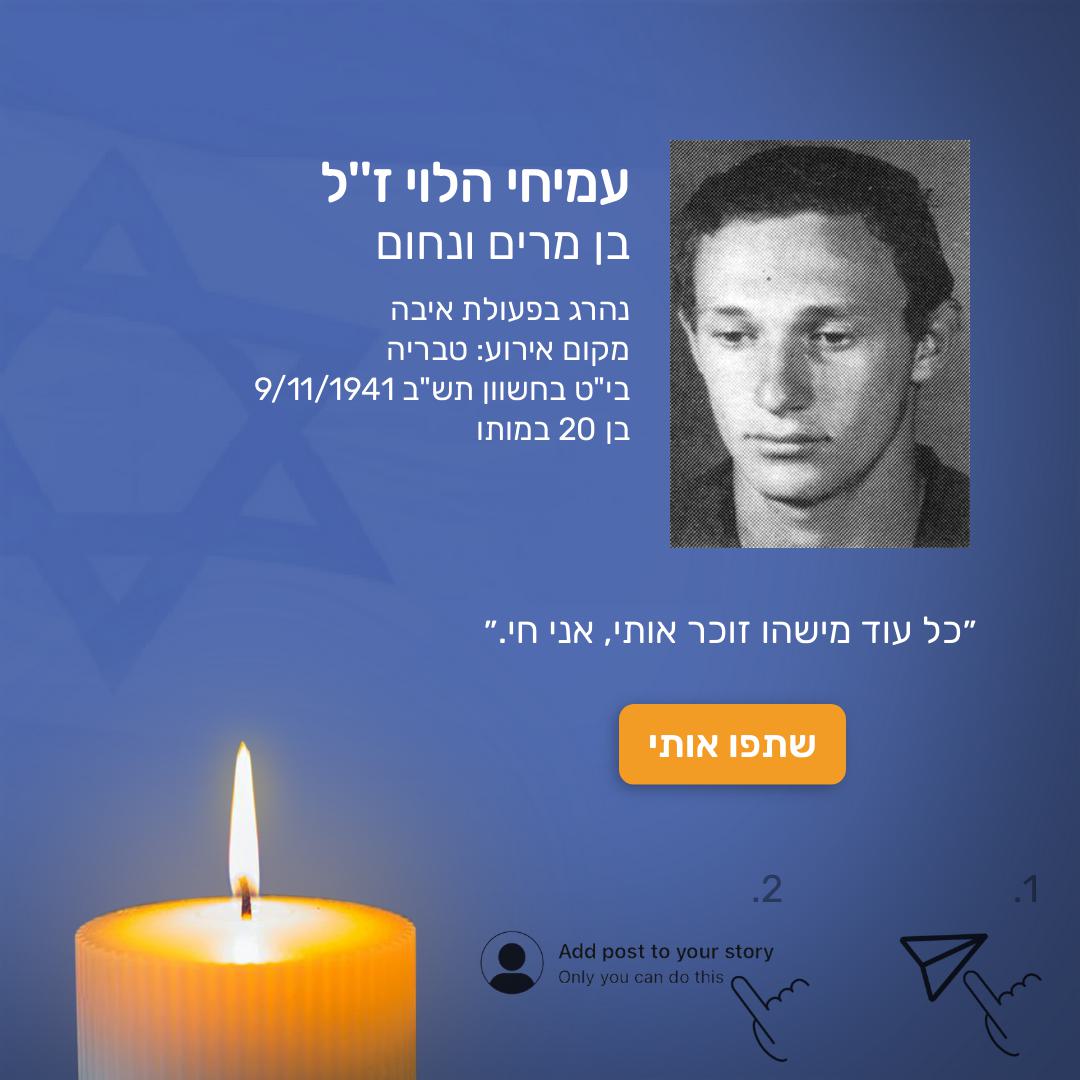 עמיחי הלוי ז"ל
בן מרים ונחום
נהרג בפעולת איבה
מקום אירוע: טבריה
בי"ט בחשוון תש"ב 9/11/1941
בן 20 במותו
״כל עוד מישהו זוכר אותי, אני חי.״
שתפו אותי
.1
.2
Add post to your story
Only you can do this